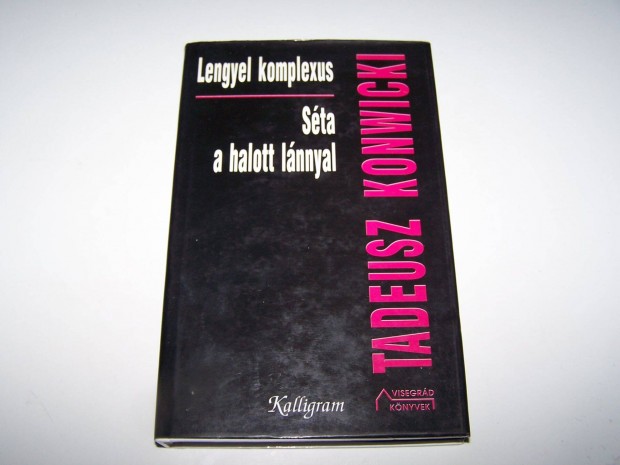 Lengyel komplexus
Séta
a halott lánnyal
TADEUSZ KONWICKI
Kalligram
VISEGRÁD
KÖNYVEK